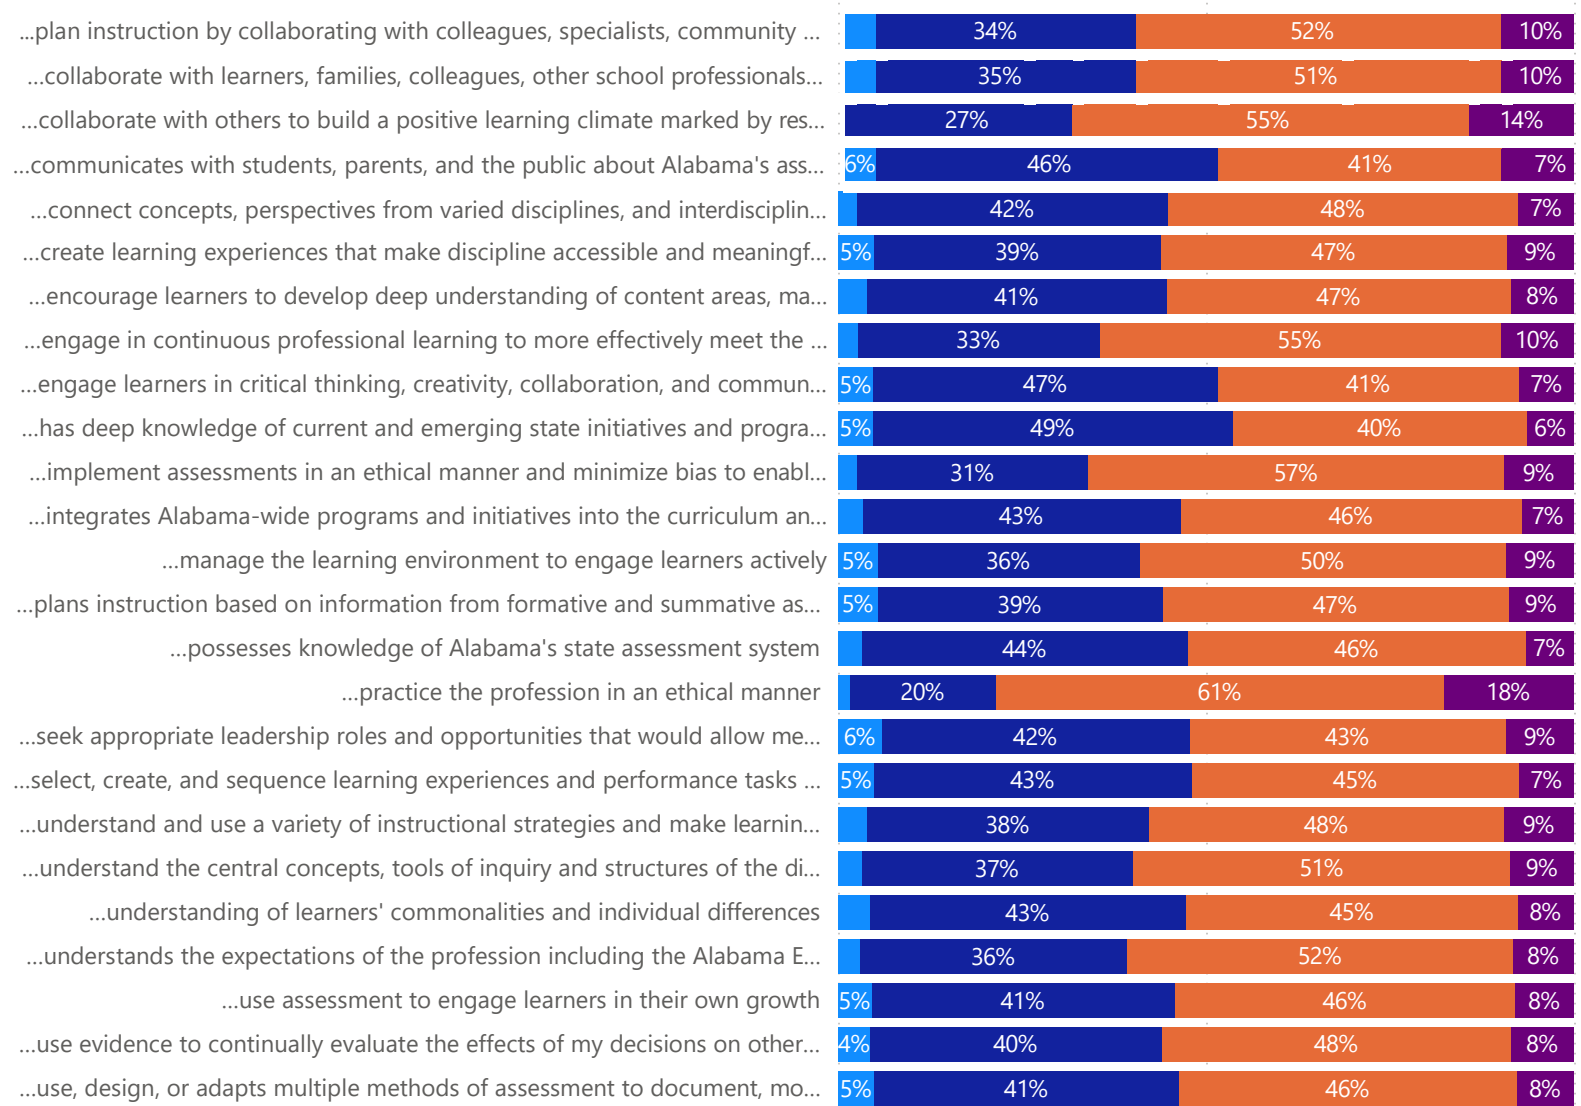 ...plan instruction by collaborating with colleagues, specialists, community ... 34% 52% 10%
...collaborate with learners, families, colleagues, other school professionals... 35% 51% 10%
...collaborate with others to build a positive learning climate marked by res... 27% 55% 14%
...communicates with students, parents, and the public about Alabama's ass... 6% 46% 41% 7%
...connect concepts, perspectives from varied disciplines, and interdisciplin... 42% 48% 7%
...create learning experiences that make discipline accessible and meaningf... 5% 39% 47% 9%
...encourage learners to develop deep understanding of content areas, ma... 41% 47% 8%
...engage in continuous professional learning to more effectively meet the ... 33% 55% 10%
...engage learners in critical thinking, creativity, collaboration, and commun... 5% 47% 41% 7%
...has deep knowledge of current and emerging state initiatives and progra... 5% 49% 40% 6%
...implement assessments in an ethical manner and minimize bias to enabl... 31% 57% 9%
...integrates Alabama-wide programs and initiatives into the curriculum an... 43% 46% 7%
...manage the learning environment to engage learners actively 5% 36% 50% 9%
...plans instruction based on information from formative and summative as... 5% 39% 47% 9%
...possesses knowledge of Alabama's state assessment system 44% 46% 7%
...practice the profession in an ethical manner 20% 61% 18%
...seek appropriate leadership roles and opportunities that would allow me... 6% 42% 43% 9%
...select, create, and sequence learning experiences and performance tasks ... 5% 43% 45% 7%
...understand and use a variety of instructional strategies and make learnin... 38% 48% 9%
...understand the central concepts, tools of inquiry and structures of the di... 37% 51% 9%
...understanding of learners' commonalities and individual differences 43% 45% 8%
...understands the expectations of the profession including the Alabama E... 36% 52% 8%
...use assessment to engage learners in their own growth 5% 41% 46% 8%
...use evidence to continually evaluate the effects of my decisions on other... 4% 40% 48% 8%
...use, design, or adapts multiple methods of assessment to document, mo... 5% 41% 46% 8%